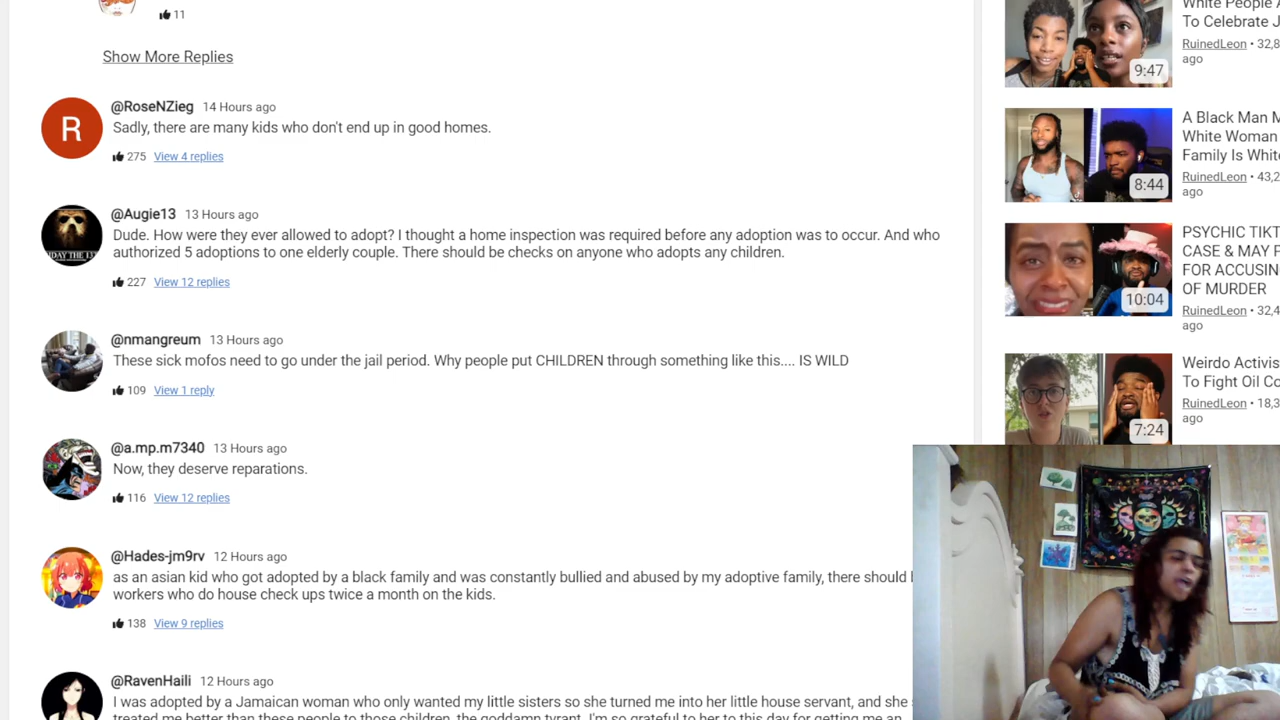 11
Show More Replies
@RoseNZieg 14 Hours ago
Sadly, there are many kids who don't end up in good homes.
275 View 4 replies
@Augie13 13 Hours ago
Dude. How were they ever allowed to adopt? I thought a home inspection was required before any adoption was to occur. And who
authorized 5 adoptions to one elderly couple. There should be checks on anyone who adopts any children.
227 View 12 replies
@nmangreum 13 Hours ago
These sick mofos need to go under the jail period. Why people put CHILDREN through something like this.... IS WILD
109 View 1 reply
@a.mp.m7340 13 Hours ago
Now, they deserve reparations.
116 View 12 replies
@Hades-jm9rv 12 Hours ago
as an asian kid who got adopted by a black family and was constantly bullied and abused by my adoptive family, there should
workers who do house check ups twice a month on the kids.
138 View 9 replies
@RavenHaili 12 Hours ago
I was adopted by a Jamaican woman who only wanted my little sisters so she turned me into her little house servant, and she
treated me better than these people to those children, the goddamn tyrant. I'm so grateful to her to this day for getting me an
R
White People A
To Celebrate J
RuinedLeon • 32,8
ago
9:47
A Black Man M
White Woman
Family Is White
RuinedLeon • 43,2
ago
8:44
PSYCHIC TIKT
CASE & MAY F
FOR ACCUSIN
OF MURDER
RuinedLeon • 32,4
ago
10:04
Weirdo Activis
To Fight Oil Co
RuinedLeon • 18,3
ago
7:24